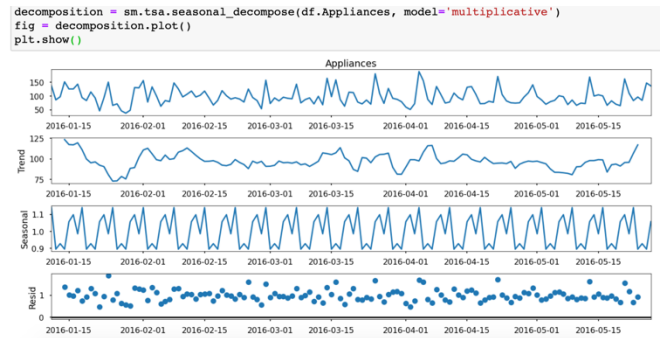 decomposition = sm.tsa.seasonal_decompose(df.Appliances, model='multiplicative')
fig = decomposition.plot()
plt.show()
Appliances
150
100
50
2016-01-15 2016-02-01 2016-02-15 2016-03-01 2016-03-15 2016-04-01 2016-04-15 2016-05-01 2016-05-15
Trend
125
100
75
2016-01-15 2016-02-01 2016-02-15 2016-03-01 2016-03-15 2016-04-01 2016-04-15 2016-05-01 2016-05-15
Seasonal
1.1
1.0
0.9
2016-01-15 2016-02-01 2016-02-15 2016-03-01 2016-03-15 2016-04-01 2016-04-15 2016-05-01 2016-05-15
Resid
1
0
2016-01-15 2016-02-01 2016-02-15 2016-03-01 2016-03-15 2016-04-01 2016-04-15 2016-05-01 2016-05-15